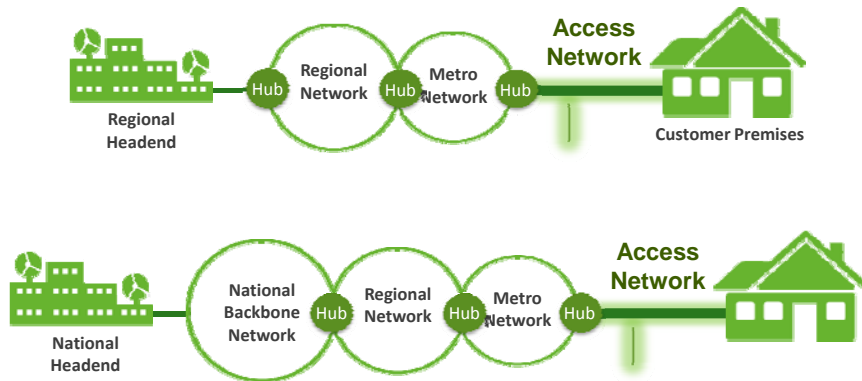 Access
Network
Regional
Network
Metro
Network
Hub
Hub
Hub
Regional
Headend
Customer Premises
Access
Network
National
Backbone
Network
Regional
Network
Metro
Network
Hub
Hub
Hub
National
Headend